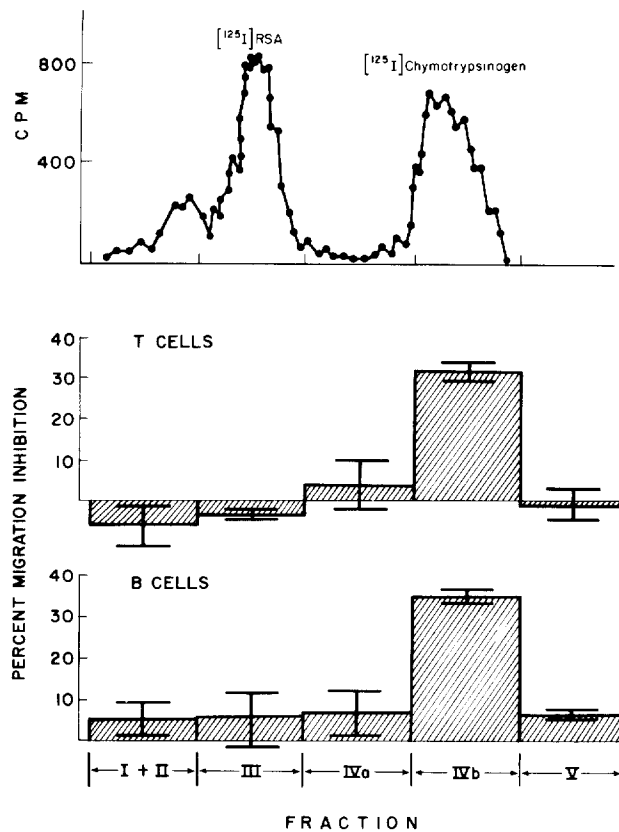 [¹²⁵I]RSA
[¹²⁵I]Chymotrypsinogen
800
400
CPM
T CELLS
40
30
20
10
B CELLS
40
30
20
10
PERCENT MIGRATION INHIBITION
I + II
III
IVa
IVb
V
FRACTION